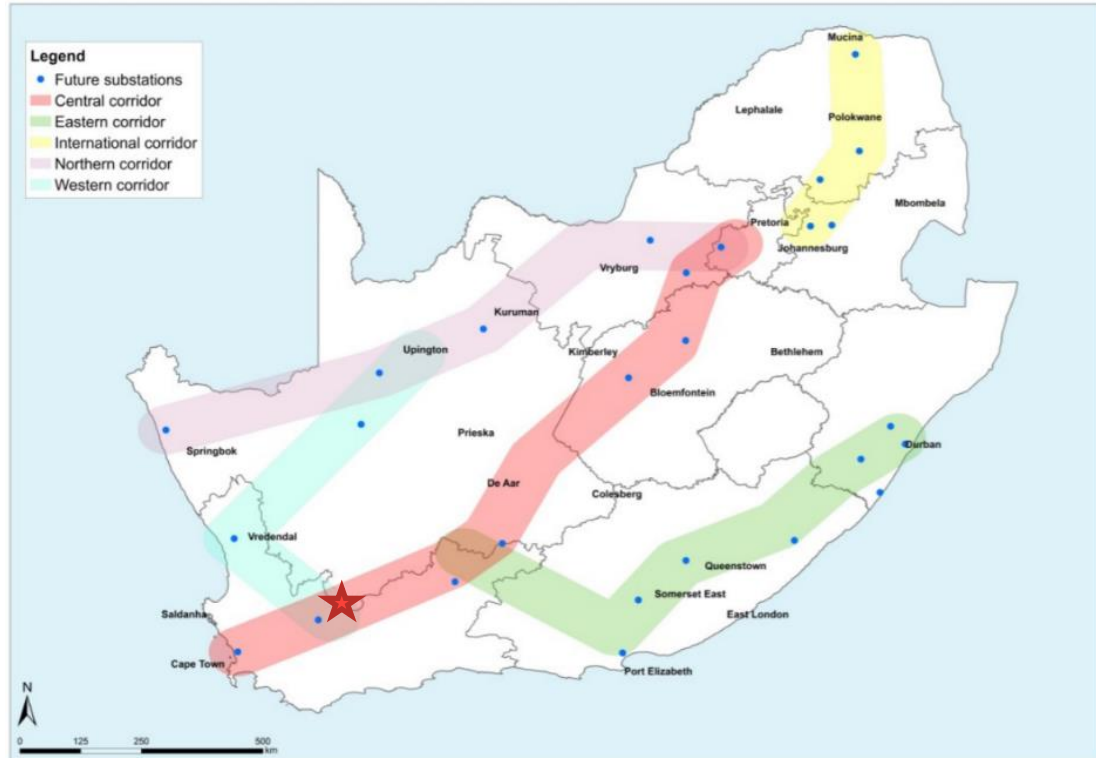 Legend
Future substations
Central corridor
Eastern corridor
International corridor
Northern corridor
Western corridor
Mucina
Lephalale
Polokwane
Mbombela
Pretoria
Johannesburg
Vryburg
Kuruman
Upington
Kimberley
Bethlehem
Bloemfontein
Prieska
Springbok
Durban
De Aar
Colesberg
Vredendal
Queenstown
Somerset East
East London
Saldanha
Cape Town
Port Elizabeth
N
0 125 250 500
km